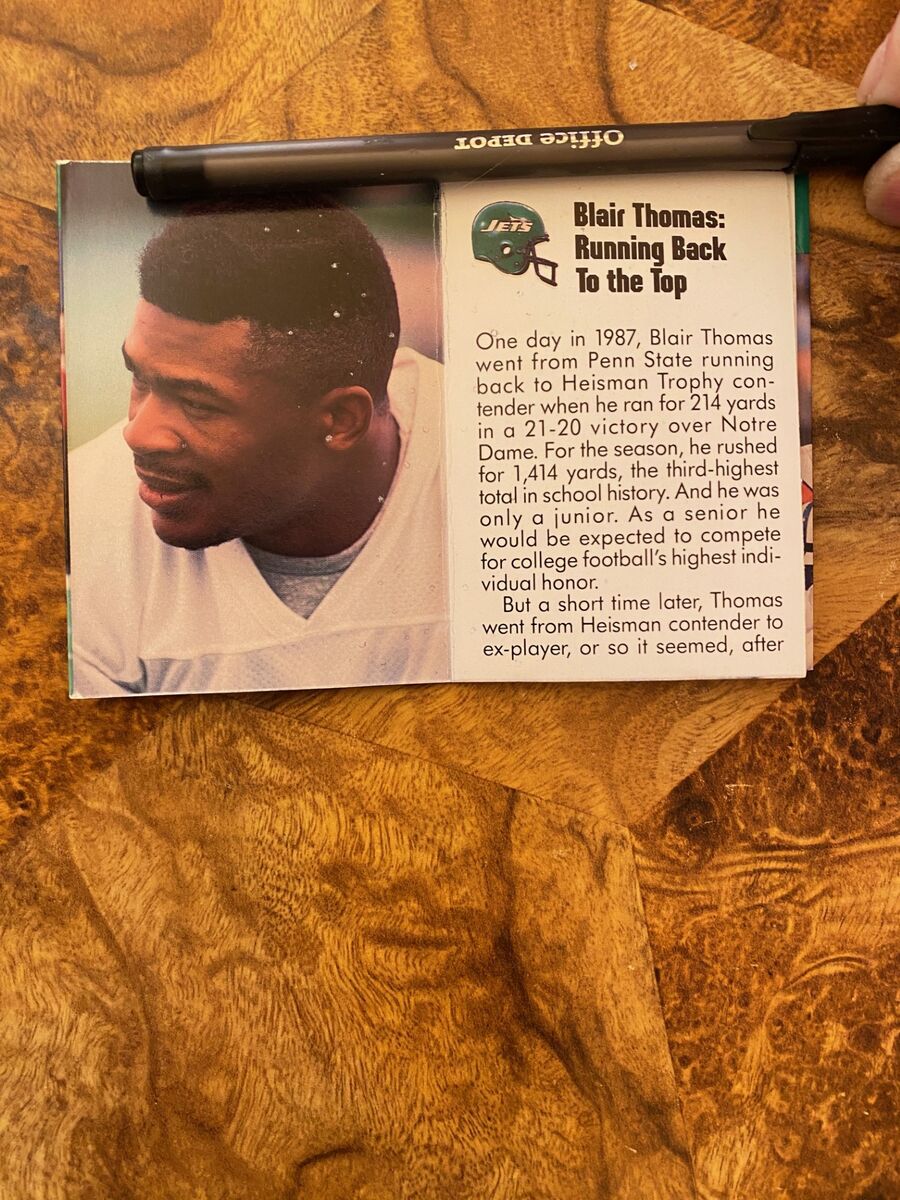 Office DEPOT
JETS
Blair Thomas:
Running Back
To the Top
One day in 1987, Blair Thomas
went from Penn State running
back to Heisman Trophy con-
tender when he ran for 214 yards
in a 21-20 victory over Notre
Dame. For the season, he rushed
for 1,414 yards, the third-highest
total in school history. And he was
only a junior. As a senior he
would be expected to compete
for college football's highest indi-
vidual honor.
But a short time later, Thomas
went from Heisman contender to
ex-player, or so it seemed, after